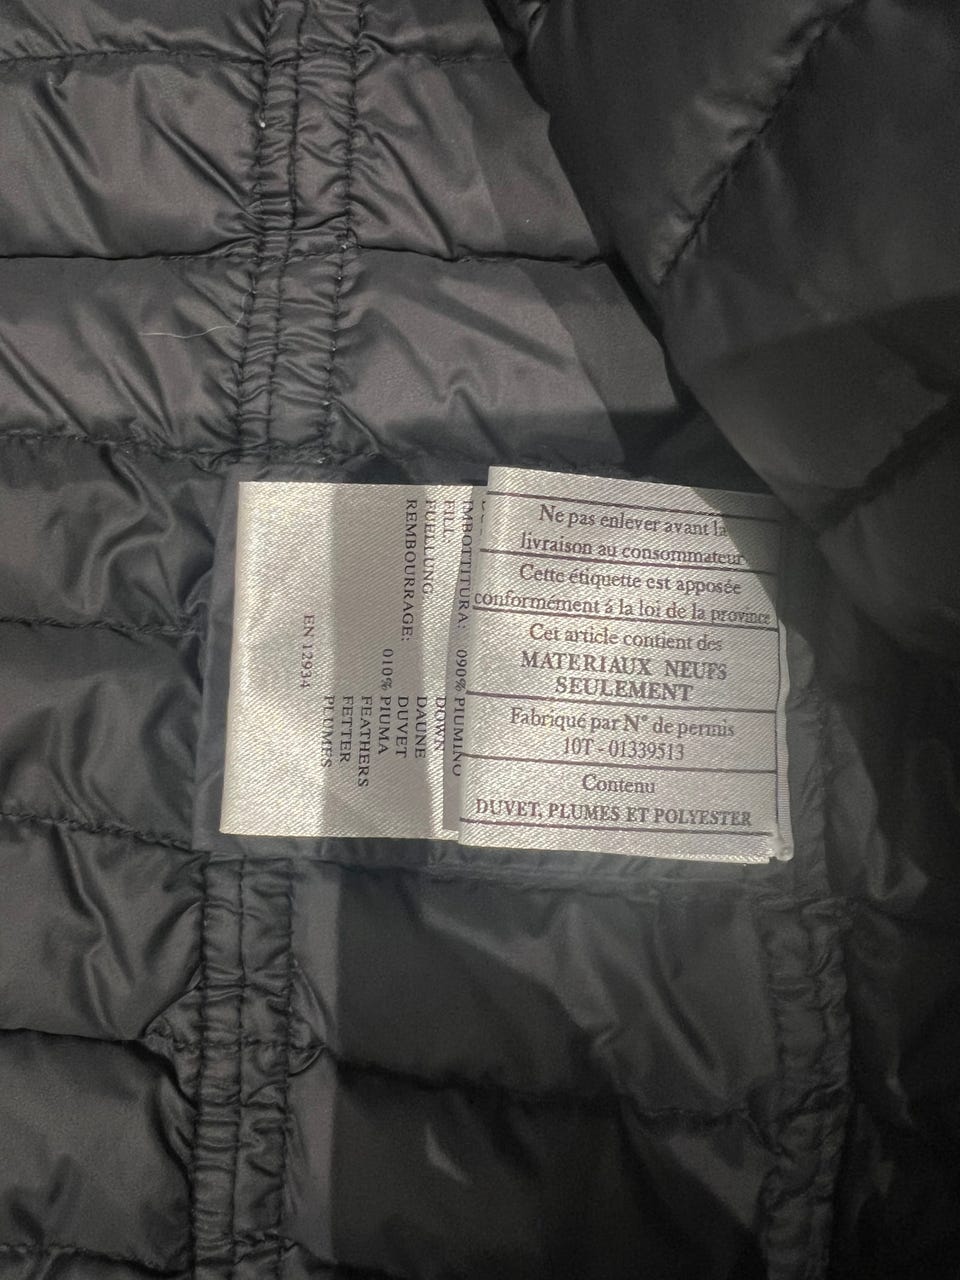 Ne pas enlever avant la
livraison au consommateur
Cette étiquette est apposée
conformément à la loi de la province
Cet article contient des
MATERIAUX NEUFS
SEULEMENT
Fabriqué par N° de permis
10T - 01339513
Contenu
DUVET, PLUMES ET POLYESTER
IMBOTTITURA: 090% PIUMINO
FILL: DOWN
FUELLUNG: DAUNE
REMBOURRAGE: DUVET
010% PIUMA
FEATHERS
FETTER
PLUMES
EN 12934